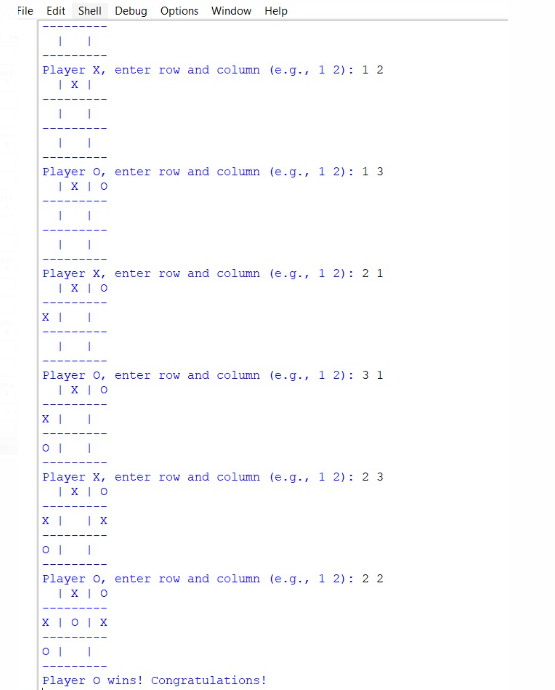 File Edit Shell Debug Options Window Help
---------
  |   |
---------
Player X, enter row and column (e.g., 1 2): 1 2
  | X |
---------
  |   |
---------
  |   |
---------
Player O, enter row and column (e.g., 1 2): 1 3
  | X | O
---------
  |   |
---------
  |   |
---------
Player X, enter row and column (e.g., 1 2): 2 1
  | X | O
---------
X |   |
---------
  |   |
---------
Player O, enter row and column (e.g., 1 2): 3 1
  | X | O
---------
X |   |
---------
O |   |
---------
Player X, enter row and column (e.g., 1 2): 2 3
  | X | O
---------
X |   | X
---------
O |   |
---------
Player O, enter row and column (e.g., 1 2): 2 2
  | X | O
---------
X | O | X
---------
O |   |
---------
Player O wins! Congratulations!